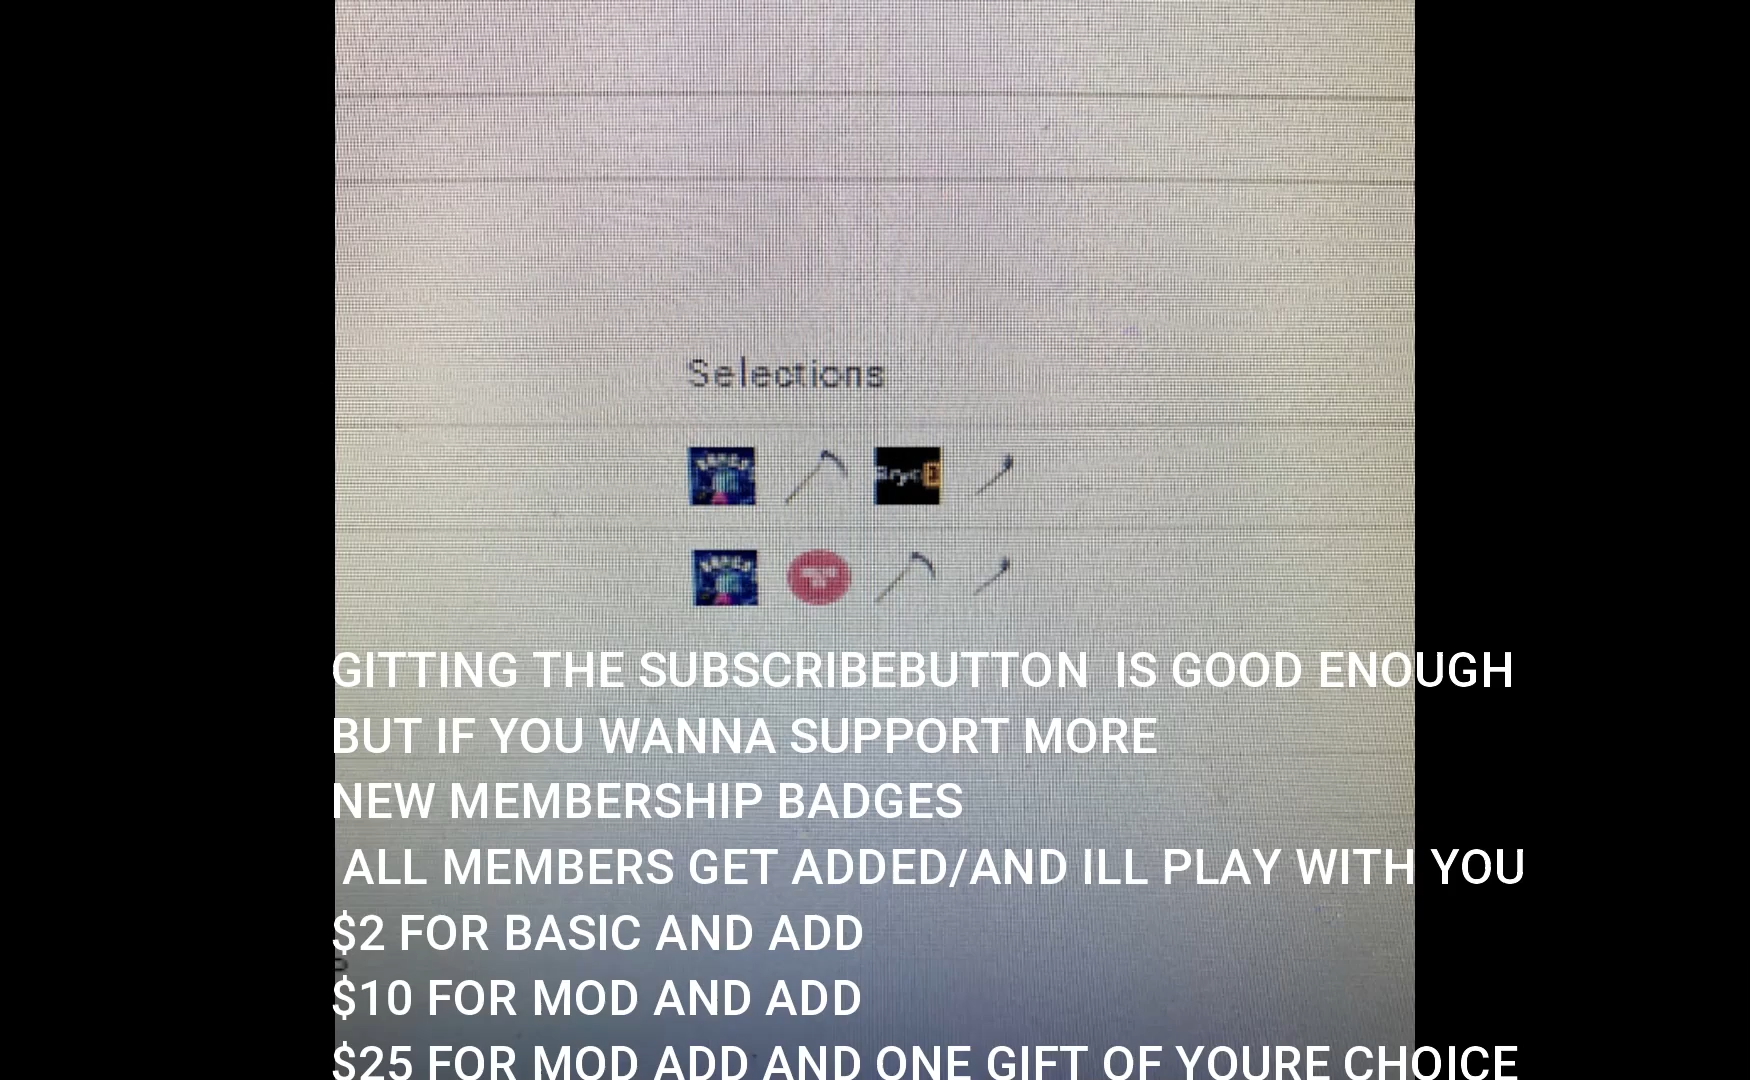 Selections
GITTING THE SUBSCRIBEBUTTON IS GOOD ENOUGH
BUT IF YOU WANNA SUPPORT MORE
NEW MEMBERSHIP BADGES
ALL MEMBERS GET ADDED/AND ILL PLAY WITH YOU
$2 FOR BASIC AND ADD
$10 FOR MOD AND ADD
$25 FOR MOD ADD AND ONE GIFT OF YOURE CHOICE